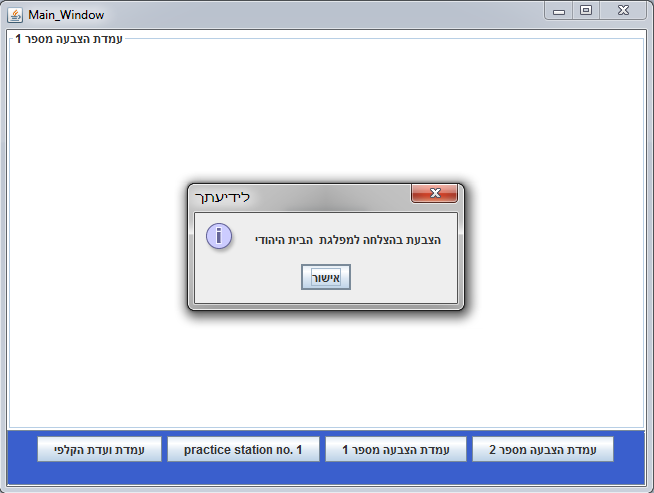 Main_Window
עמדת הצבעה מספר 1
לידיעתך
הצבעת בהצלחה למפלגת הבית היהודי
אישור
עמדת ועדת הקלפי
practice station no. 1
עמדת הצבעה מספר 1
עמדת הצבעה מספר 2